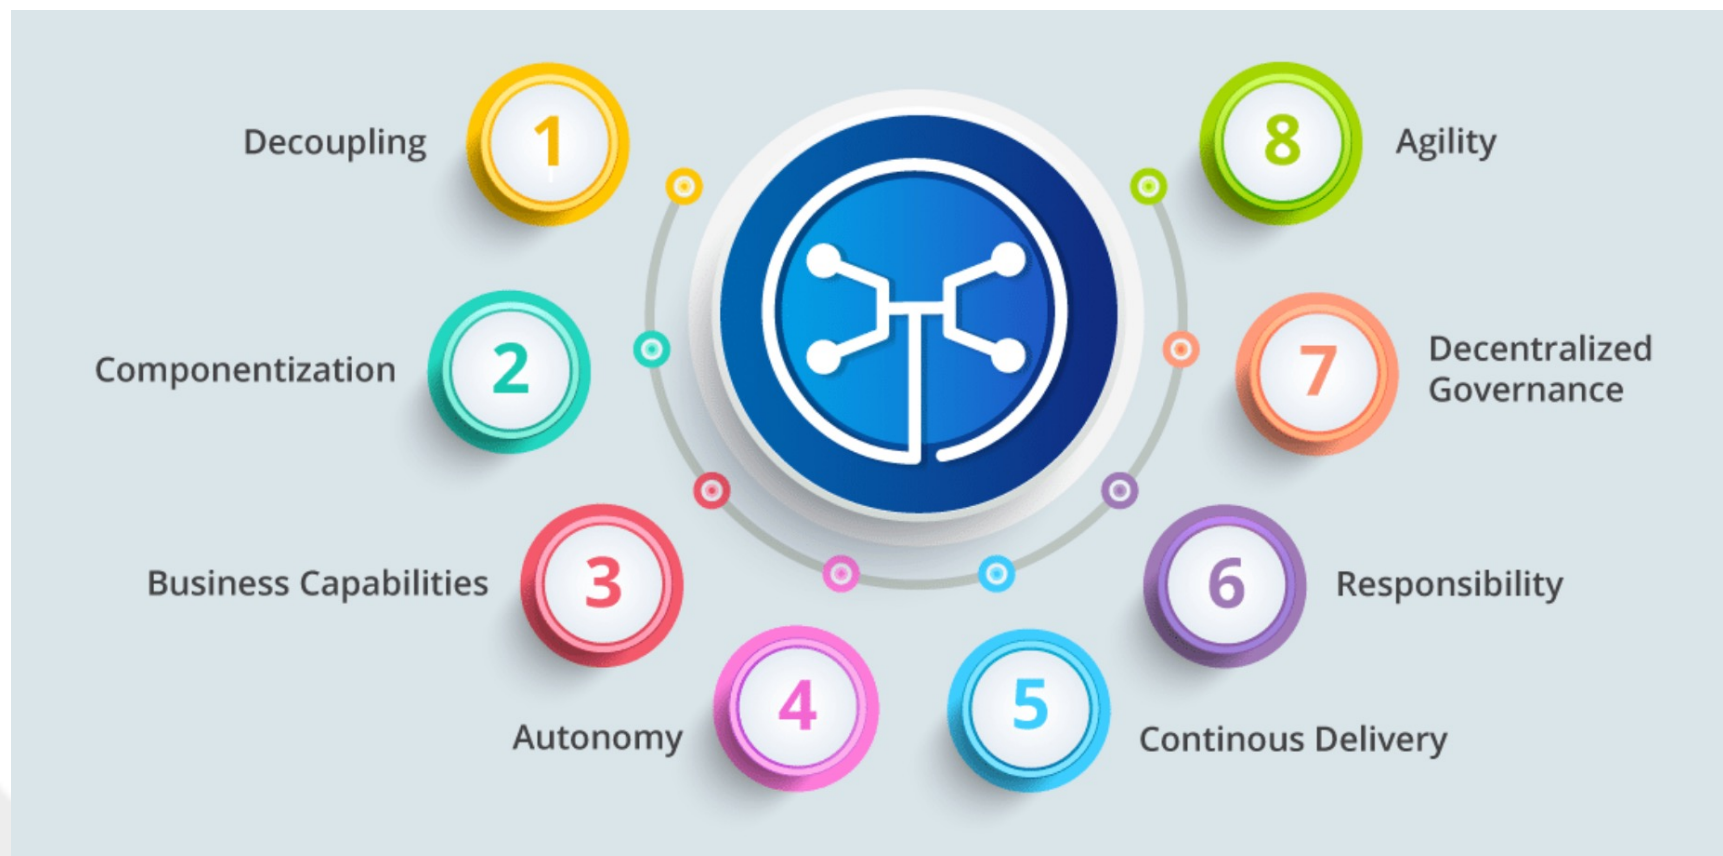 1
Decoupling
2
Componentization
3
Business Capabilities
4
Autonomy
5
Continous Delivery
6
Responsibility
7
Decentralized
Governance
8
Agility